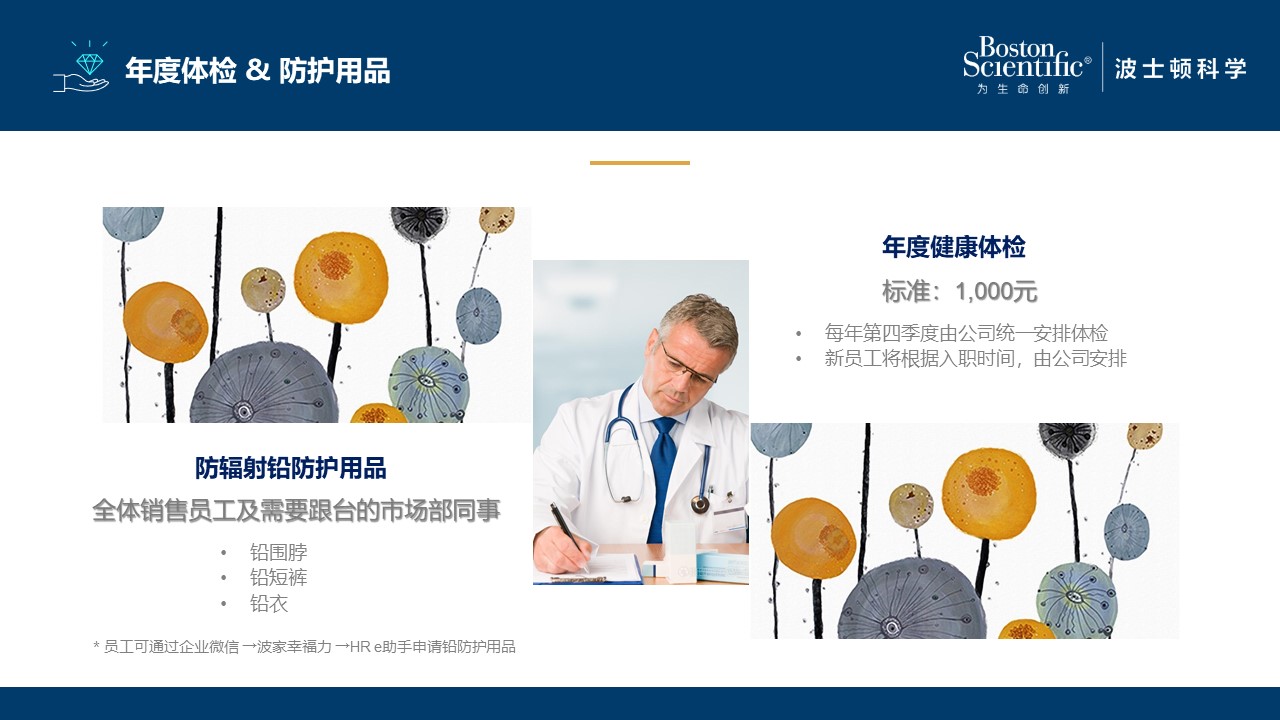 年度体检 & 防护用品
Boston
Scientific®
为生命创新
波士顿科学
防辐射铅防护用品
全体销售员工及需要跟台的市场部同事
• 铅围脖
• 铅短裤
• 铅衣
* 员工可通过企业微信 →波家幸福力 →HR e助手申请铅防护用品
年度健康体检
标准：1,000元
• 每年第四季度由公司统一安排体检
• 新员工将根据入职时间，由公司安排